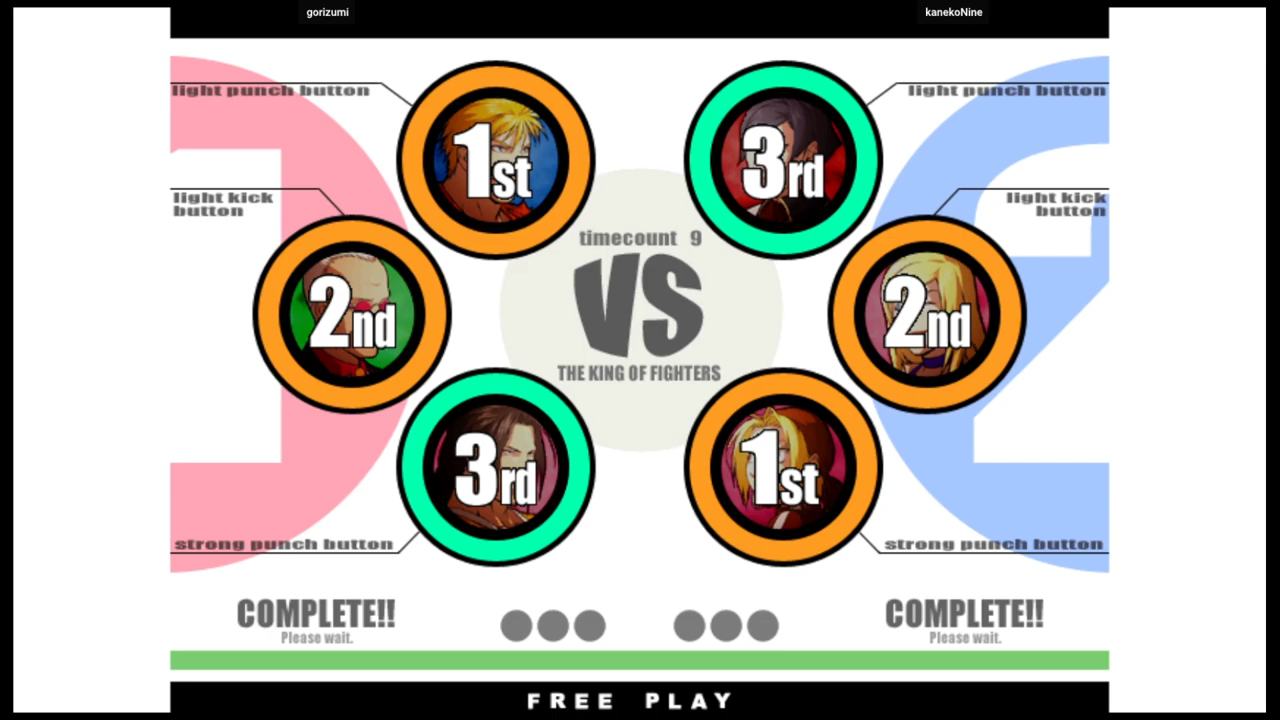 gorizumi
kanekoNine
light punch button
light punch button
1st
3rd
light kick
button
light kick
button
timecount 9
VS
THE KING OF FIGHTERS
2nd
2nd
3rd
1st
strong punch button
strong punch button
COMPLETE!!
Please wait.
COMPLETE!!
Please wait.
FREE PLAY